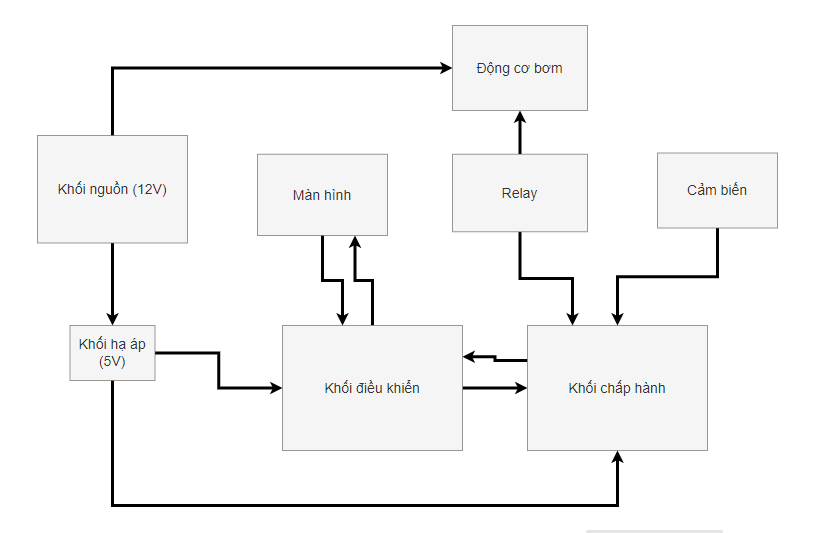 Động cơ bơm
Khối nguồn (12V)
Màn hình
Relay
Cảm biến
Khối hạ áp
(5V)
Khối điều khiển
Khối chấp hành